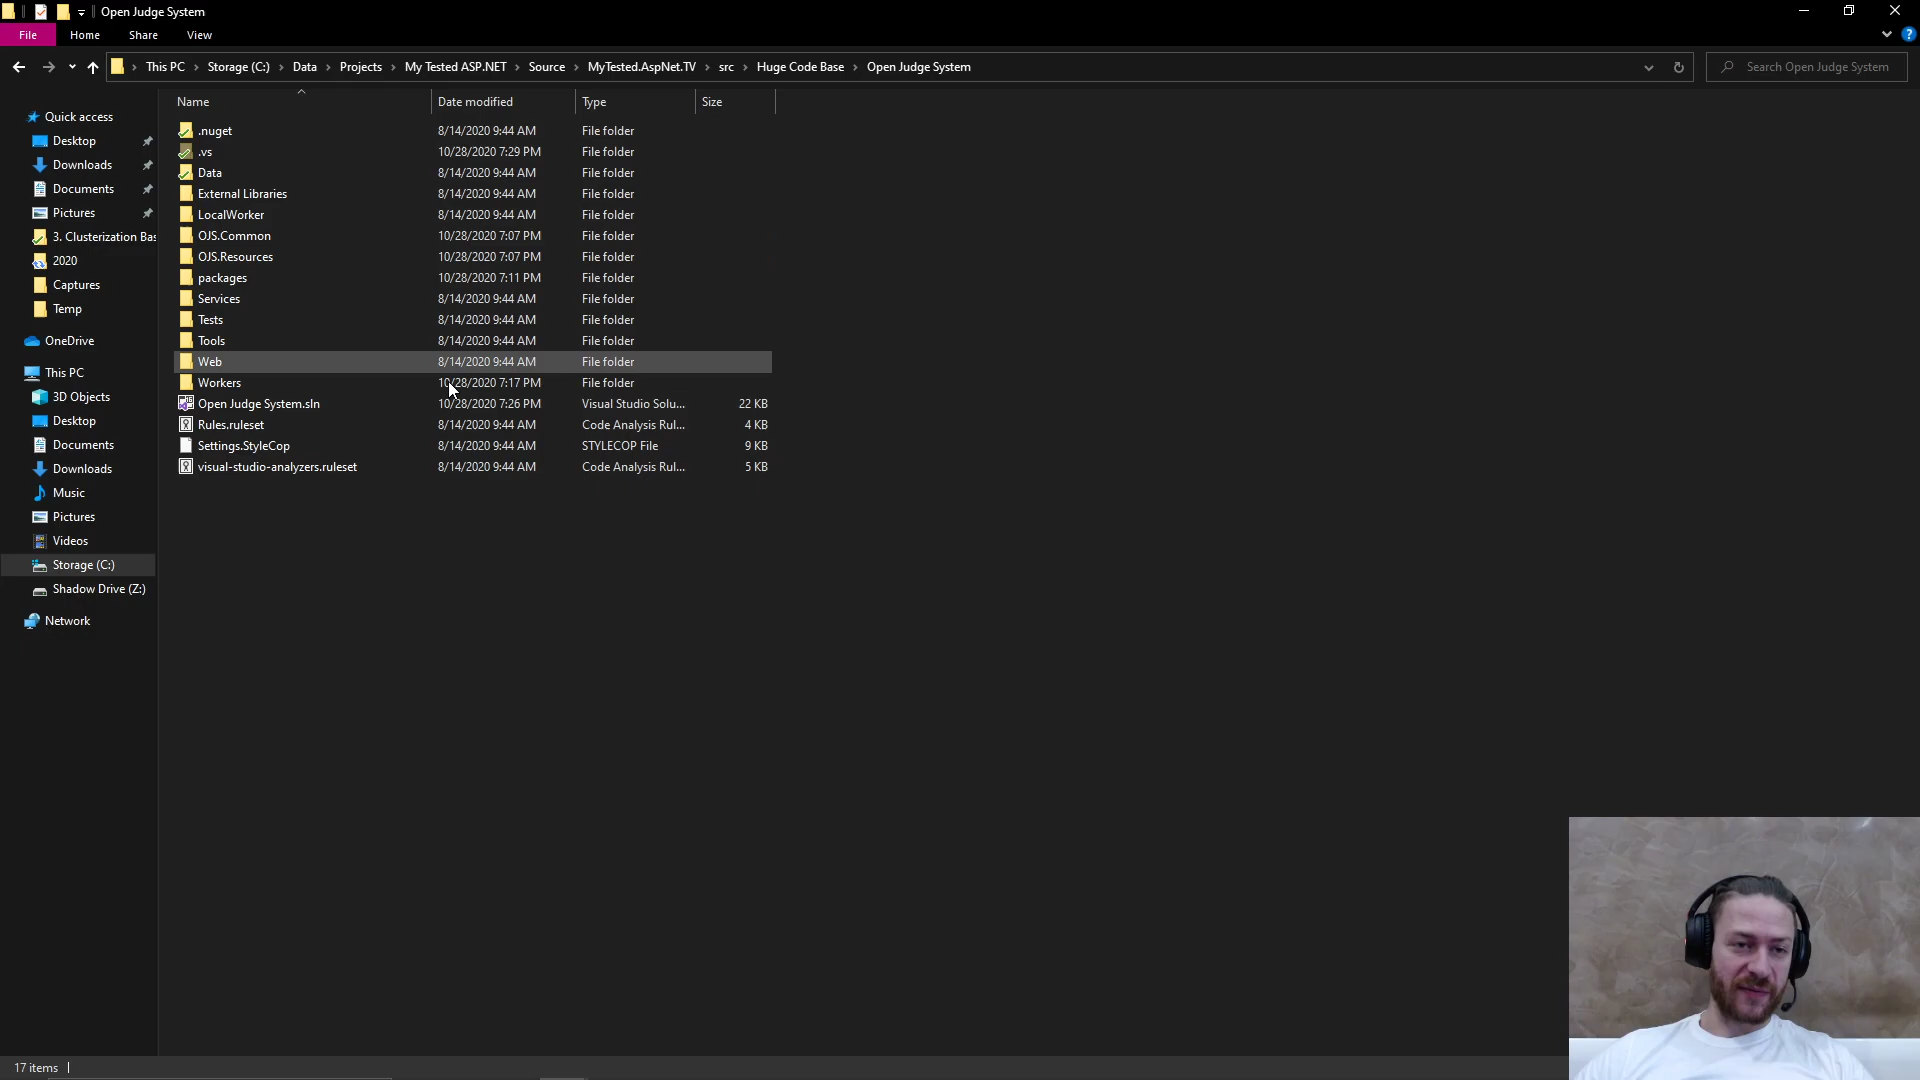 Open Judge System
File Home Share View
This PC Storage (C:) Data Projects My Tested ASP.NET Source MyTested.AspNet.TV src Huge Code Base Open Judge System Search Open Judge System
Name Date modified Type Size
Quick access
Desktop
Downloads
Documents
Pictures
3. Clusterization Bas
2020
Captures
Temp
OneDrive
This PC
3D Objects
Desktop
Documents
Downloads
Music
Pictures
Videos
Storage (C:)
Shadow Drive (Z:)
Network
.nuget 8/14/2020 9:44 AM File folder
.vs 10/28/2020 7:29 PM File folder
Data 8/14/2020 9:44 AM File folder
External Libraries 8/14/2020 9:44 AM File folder
LocalWorker 8/14/2020 9:44 AM File folder
OJS.Common 10/28/2020 7:07 PM File folder
OJS.Resources 10/28/2020 7:07 PM File folder
packages 10/28/2020 7:11 PM File folder
Services 8/14/2020 9:44 AM File folder
Tests 8/14/2020 9:44 AM File folder
Tools 8/14/2020 9:44 AM File folder
Web 8/14/2020 9:44 AM File folder
Workers 10/28/2020 7:17 PM File folder
Open Judge System.sln 10/28/2020 7:26 PM Visual Studio Solu... 22 KB
Rules.ruleset 8/14/2020 9:44 AM Code Analysis Rul... 4 KB
Settings.StyleCop 8/14/2020 9:44 AM STYLECOP File 9 KB
visual-studio-analyzers.ruleset 8/14/2020 9:44 AM Code Analysis Rul... 5 KB
17 items